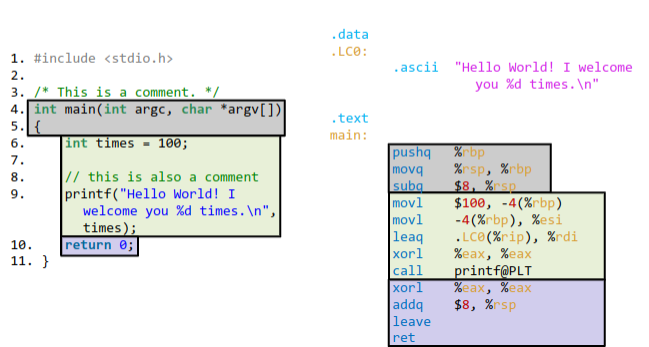 1. #include <stdio.h>
2.
3. /* This is a comment. */
4. int main(int argc, char *argv[])
5. {
6. int times = 100;
7.
8. // this is also a comment
9. printf("Hello World! I
welcome you %d times.\n",
times);
10. return 0;
11. }
.data
.LC0:
.ascii "Hello World! I welcome
you %d times.\n"
.text
main:
pushq %rbp
movq %rsp, %rbp
subq $8, %rsp
movl $100, -4(%rbp)
movl -4(%rbp), %esi
leaq .LC0(%rip), %rdi
xorl %eax, %eax
call printf@PLT
xorl %eax, %eax
addq $8, %rsp
leave
ret